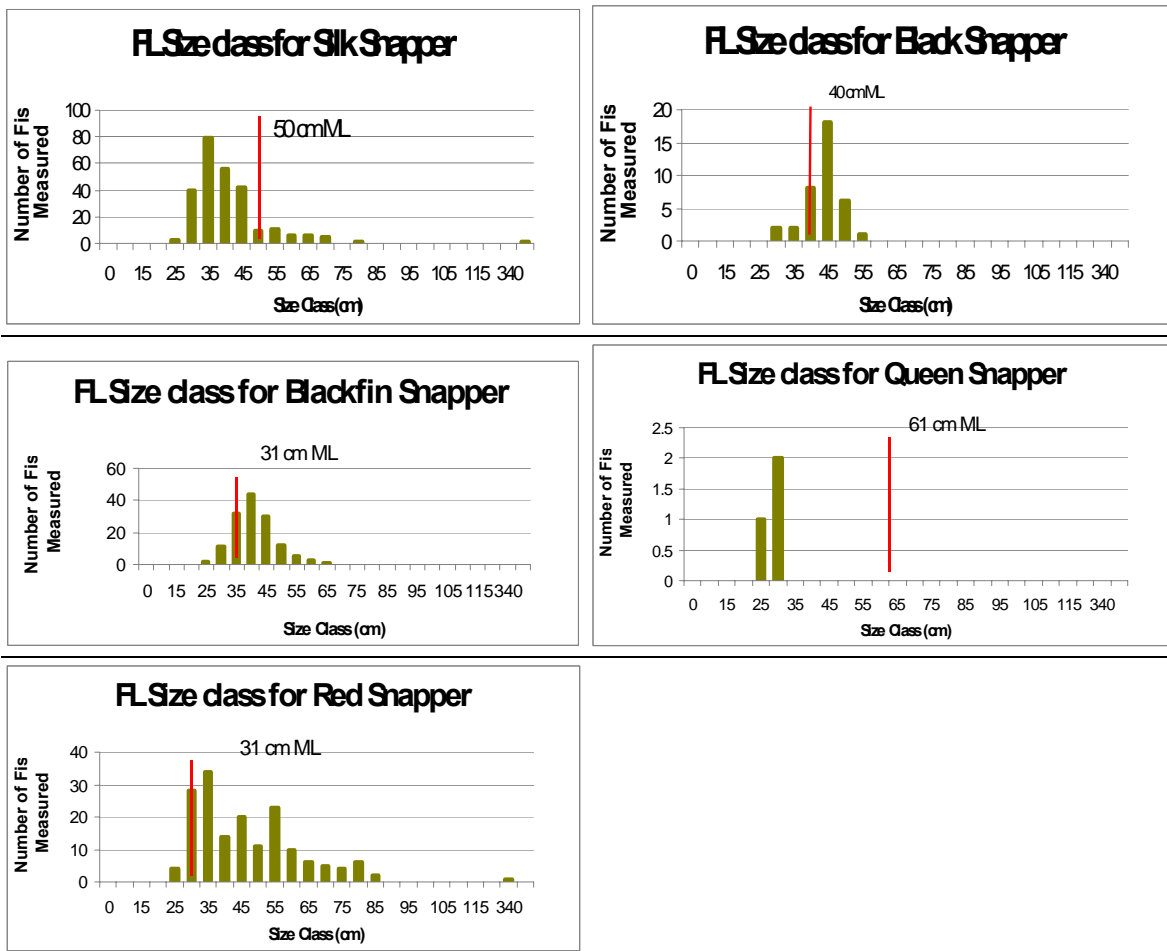 FL Size class for Silk Snapper
Number of Fis
Measured
100
80
60
40
20
0
50 cm ML
0 15 25 35 45 55 65 75 85 95 105 115 340
Size Class (cm)
FL Size class for Black Snapper
Number of Fis
Measured
20
15
10
5
0
40 cm ML
0 15 25 35 45 55 65 75 85 95 105 115 340
Size Class (cm)
FL Size class for Blackfin Snapper
Number of Fis
Measured
60
40
20
0
31 cm ML
0 15 25 35 45 55 65 75 85 95 105 115 340
Size Class (cm)
FL Size class for Queen Snapper
Number of Fis
Measured
2.5
2
1.5
1
0.5
0
61 cm ML
0 15 25 35 45 55 65 75 85 95 105 115 340
Size Class (cm)
FL Size class for Red Snapper
Number of Fis
Measured
40
30
20
10
0
31 cm ML
0 15 25 35 45 55 65 75 85 95 105 115 340
Size Class (cm)